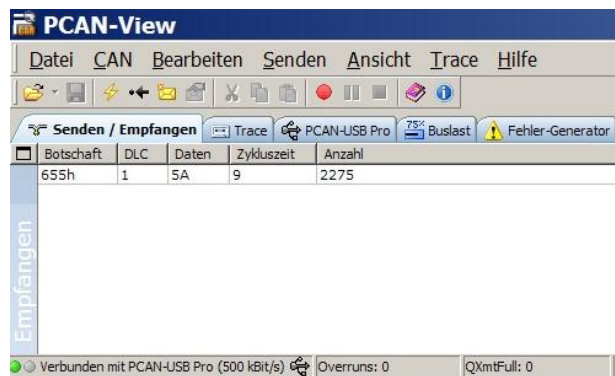 PCAN-View
Datei CAN Bearbeiten Senden Ansicht Trace Hilfe
Senden / Empfangen Trace PCAN-USB Pro 75% Buslast Fehler-Generator
Botschaft DLC Daten Zykluszeit Anzahl
655h 1 5A 9 2275
Empfangen
Verbunden mit PCAN-USB Pro (500 kBit/s) Overruns: 0 QXmtFull: 0